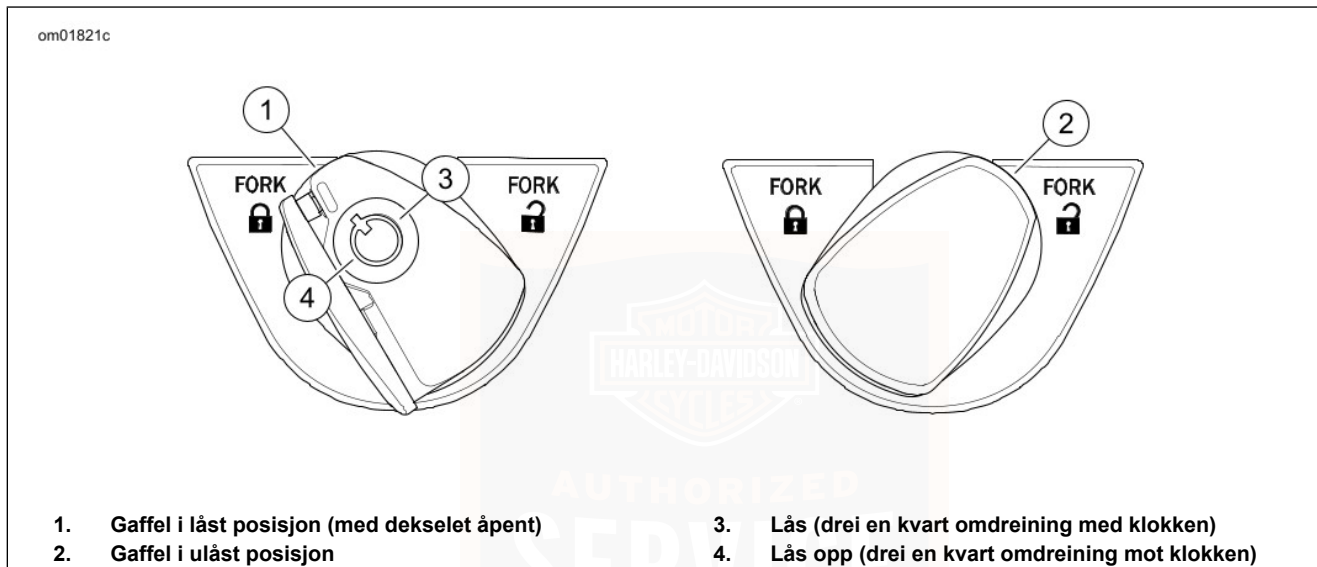 om01821c
1
2
3
4
FORK
FORK
FORK
FORK
MOTOR
HARLEY-DAVIDSON
CYCLES
AUTHORIZED
SERVICE
1. Gaffel i låst posisjon (med dekselet åpent)
2. Gaffel i ulåst posisjon
3. Lås (drei en kvart omdreining med klokken)
4. Lås opp (drei en kvart omdreining mot klokken)